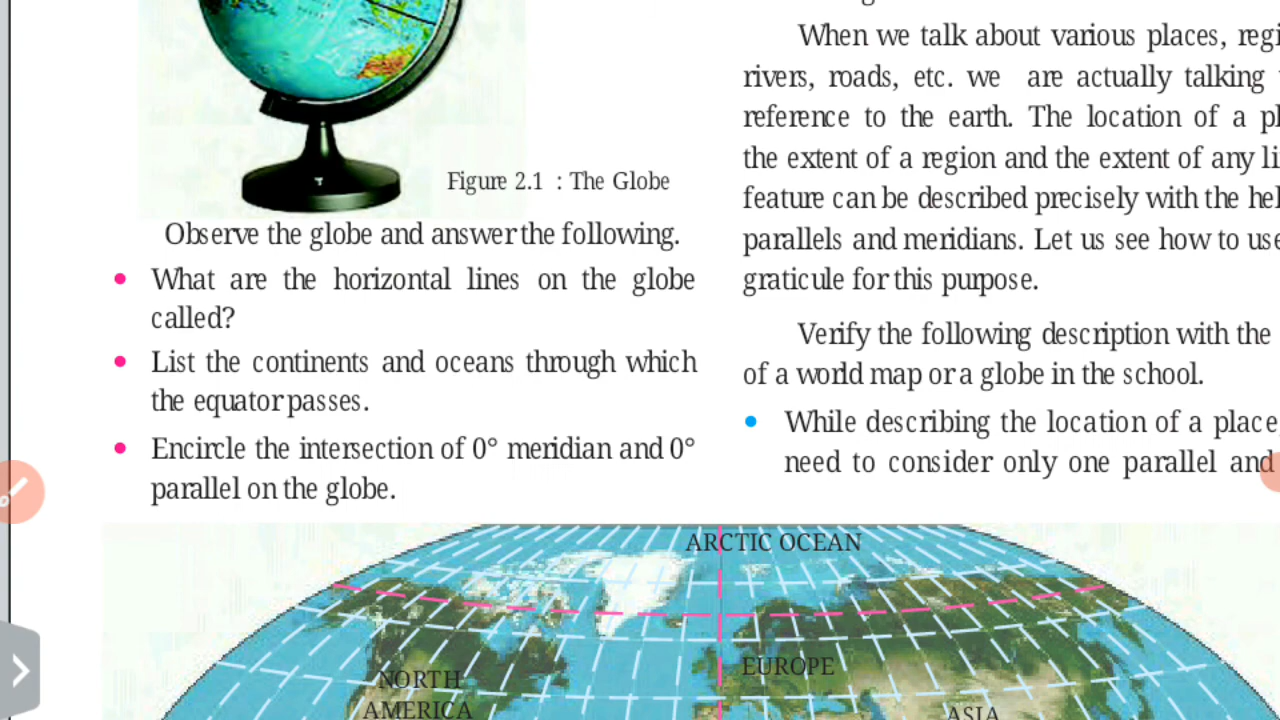 Figure 2.1 : The Globe
Observe the globe and answer the following.
• What are the horizontal lines on the globe
called?
• List the continents and oceans through which
the equator passes.
• Encircle the intersection of 0° meridian and 0°
parallel on the globe.
When we talk about various places,
rivers, roads, etc. we are actually talking
reference to the earth. The location of a
the extent of a region and the extent of any
feature can be described precisely with the
parallels and meridians. Let us see how to use
graticule for this purpose.
Verify the following description with the
of a world map or a globe in the school.
• While describing the location of a place,
need to consider only one parallel and
ARCTIC OCEAN
EUROPE
NORTH
AMERICA
ASIA